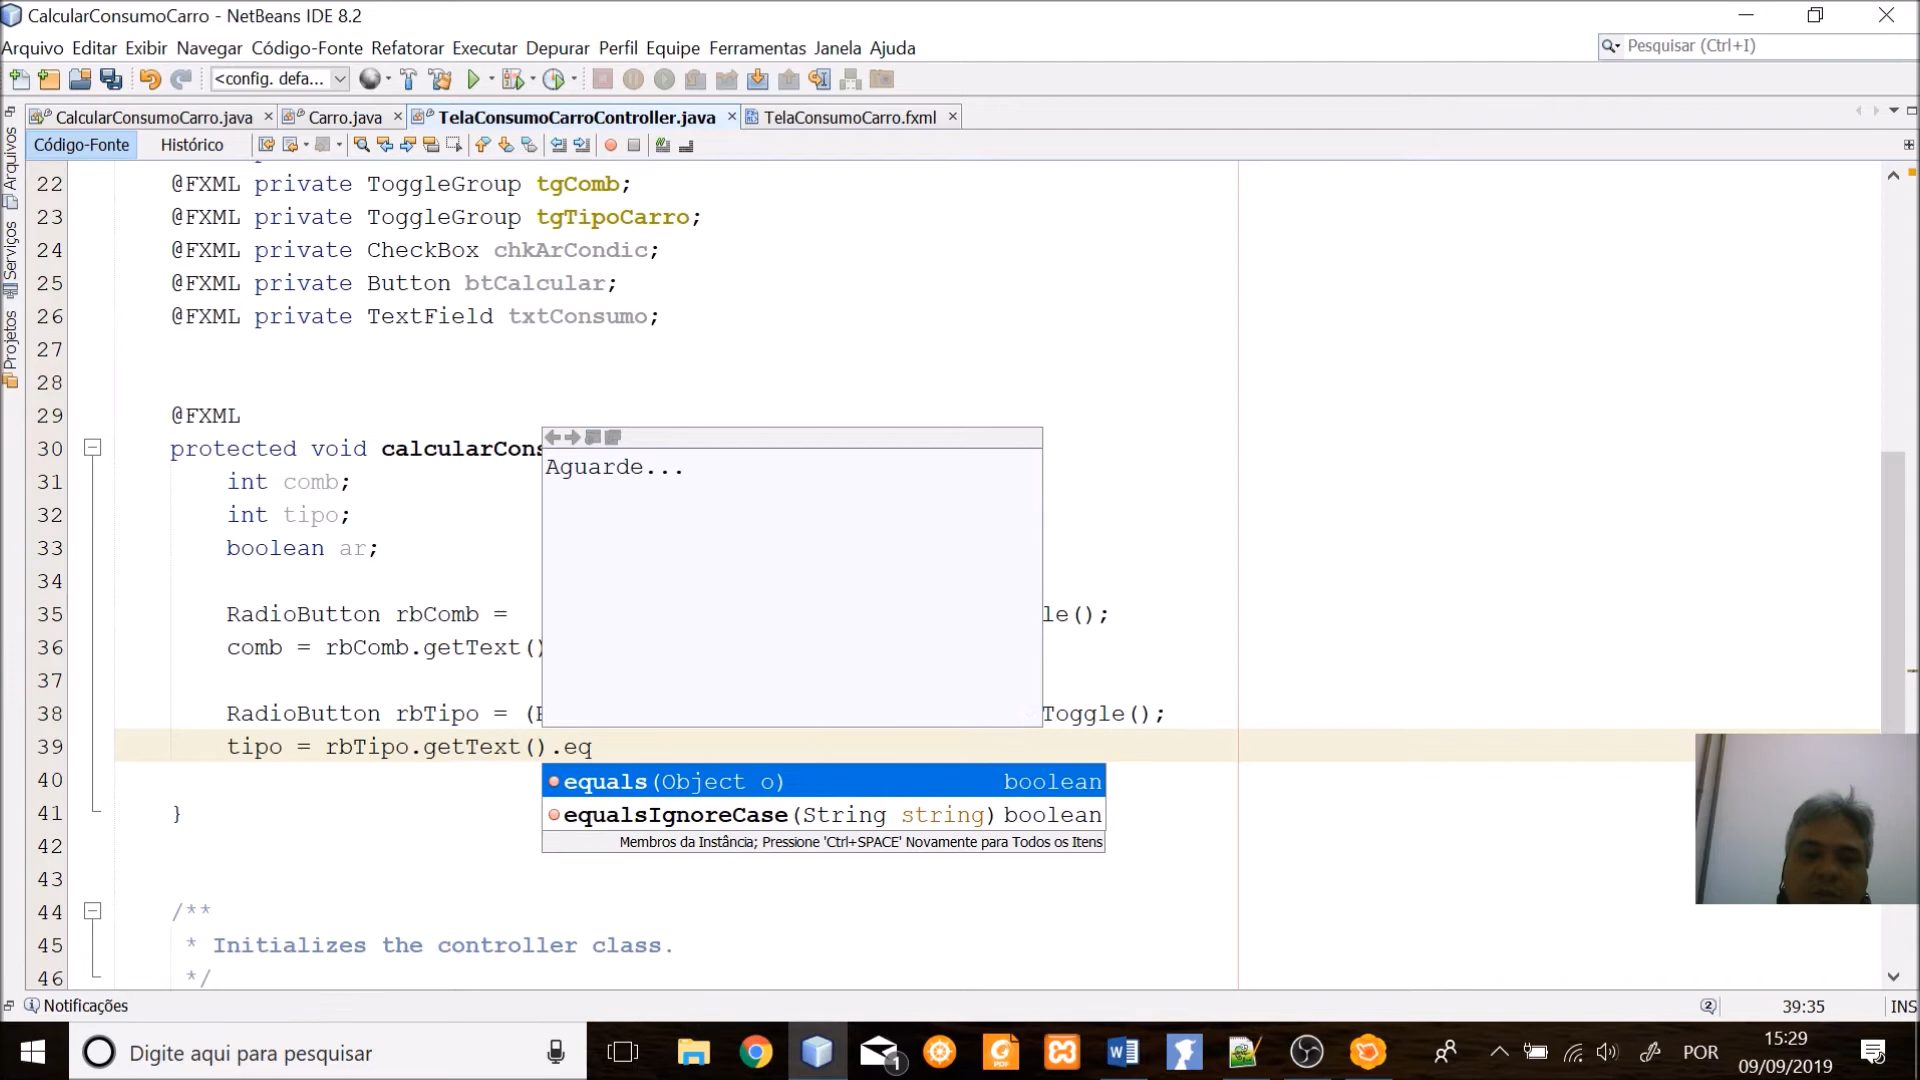 CalcularConsumoCarro - NetBeans IDE 8.2
Arquivo Editar Exibir Navegar Código-Fonte Refatorar Executar Depurar Perfil Equipe Ferramentas Janela Ajuda
Pesquisar (Ctrl+I)
<config. defa...
CalcularConsumoCarro.java Carro.java TelaConsumoCarroController.java TelaConsumoCarro.fxml
Código-Fonte Histórico
Arquivos
Serviços
Projetos
22 @FXML private ToggleGroup tgComb;
23 @FXML private ToggleGroup tgTipoCarro;
24 @FXML private CheckBox chkArCondic;
25 @FXML private Button btCalcular;
26 @FXML private TextField txtConsumo;
27
28
29 @FXML
30 protected void calcularCons
Aguarde...
31 int comb;
32 int tipo;
33 boolean ar;
34
35 RadioButton rbComb = le();
36 comb = rbComb.getText()
37
38 RadioButton rbTipo = ( Toggle();
39 tipo = rbTipo.getText().eq
40 equals(Object o) boolean
41 } equalsIgnoreCase(String string) boolean
Membros da Instância; Pressione 'Ctrl+SPACE' Novamente para Todos os Itens
42
43
44 /**
45 * Initializes the controller class.
46 */
Notificações 2 39:35 INS
Digite aqui para pesquisar 1 POR 15:29
09/09/2019